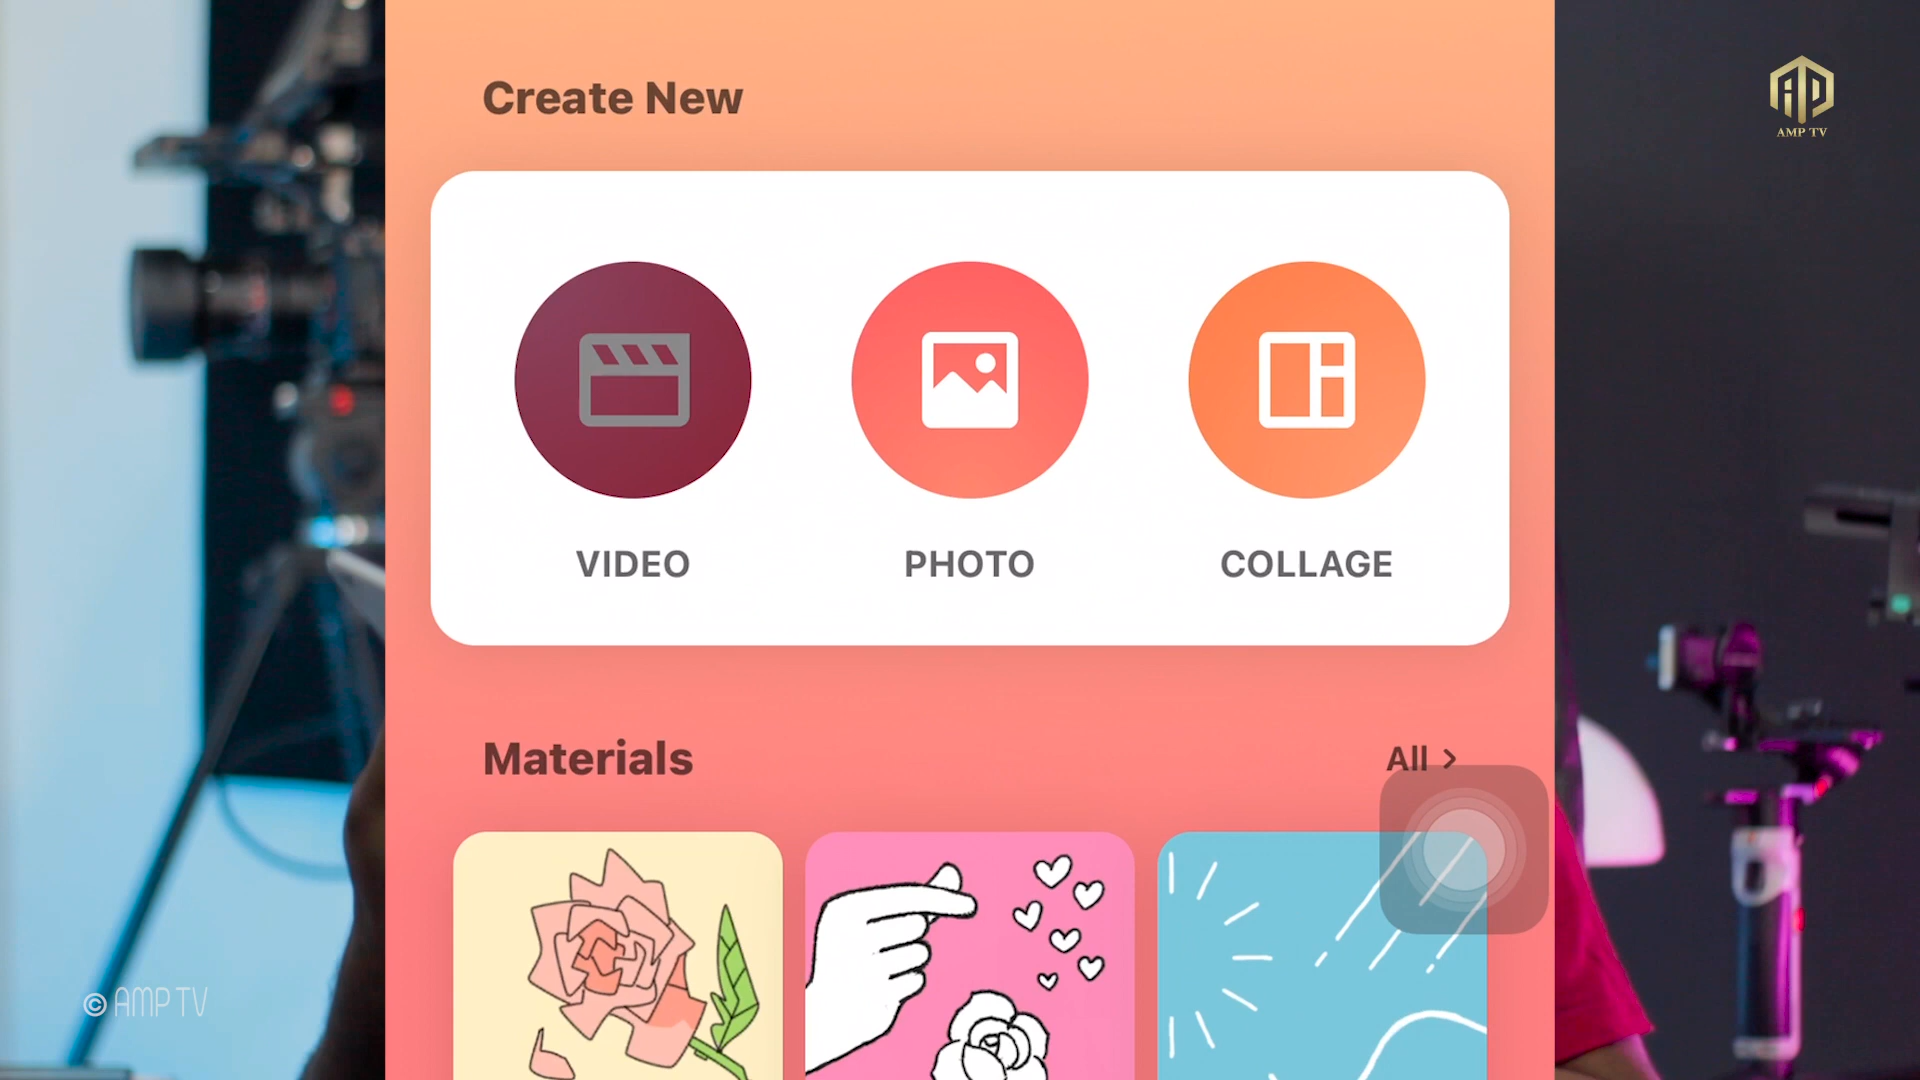 Create New
AMP TV
VIDEO
PHOTO
COLLAGE
Materials
All >
© AMP TV